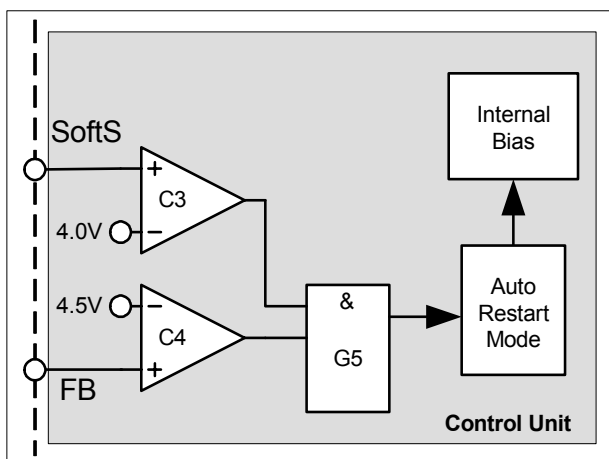 SoftS
+
C3
4.0V
−
4.5V
−
C4
+
FB
&
G5
Internal
Bias
Auto
Restart
Mode
Control Unit